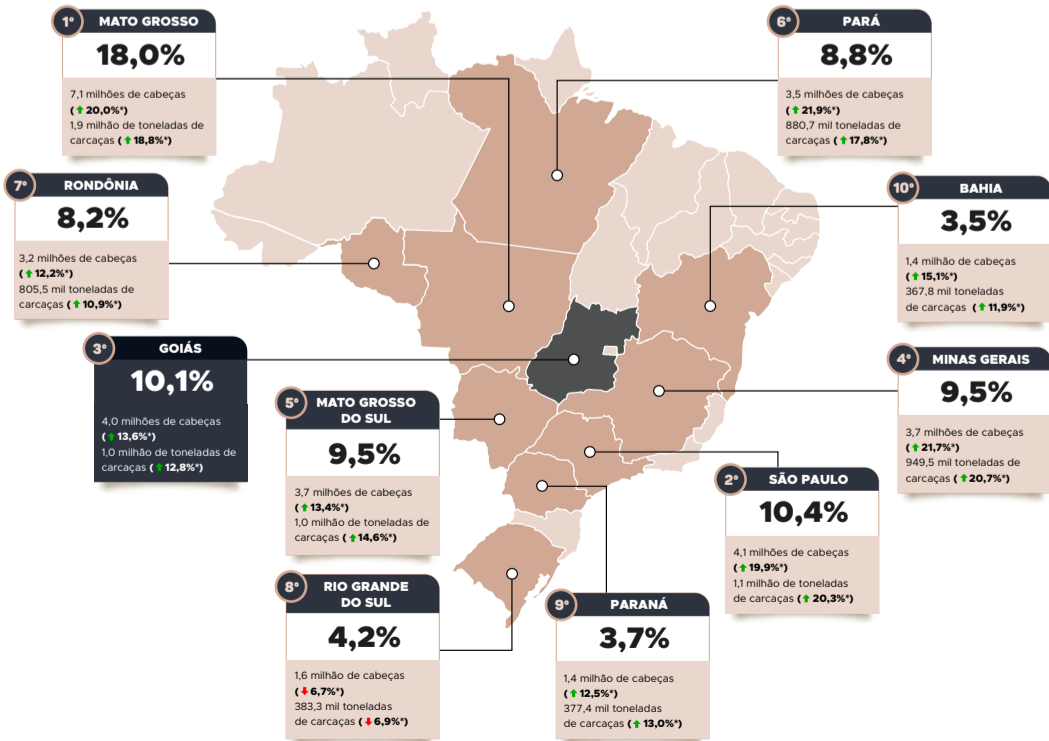 1º MATO GROSSO
18,0%
7,1 milhões de cabeças
(⬆20,0%*)
1,9 milhão de toneladas de
carcaça (⬆18,8%*)
6º PARÁ
8,8%
3,5 milhões de cabeças
(⬆21,9%*)
880,7 mil toneladas de
carcaça (⬆17,8%*)
7º RONDÔNIA
8,2%
3,2 milhões de cabeças
(⬆12,2%*)
805,5 mil toneladas de
carcaça (⬆10,9%*)
10º BAHIA
3,5%
1,4 milhão de cabeças
(⬆15,1%*)
367,8 mil toneladas
de carcaças (⬆11,9%*)
3º GOIÁS
10,1%
4,0 milhões de cabeças
(⬆13,6%*)
1,0 milhão de toneladas de
carcaça (⬆12,8%*)
4º MINAS GERAIS
9,5%
3,7 milhões de cabeças
(⬆21,7%*)
949,5 mil toneladas de
carcaças (⬆20,7%*)
5º MATO GROSSO
DO SUL
9,5%
3,7 milhões de cabeças
(⬆13,4%*)
1,0 milhão de toneladas de
carcaça (⬆14,6%*)
2º SÃO PAULO
10,4%
4,1 milhões de cabeças
(⬆19,9%*)
1,1 milhão de toneladas
de carcaças (⬆20,3%*)
8º RIO GRANDE
DO SUL
4,2%
1,6 milhão de cabeças
(⬇6,7%*)
383,3 mil toneladas
de carcaças (⬇6,9%*)
9º PARANÁ
3,7%
1,4 milhão de cabeças
(⬆12,5%*)
377,4 mil toneladas
de carcaças (⬆13,0%*)